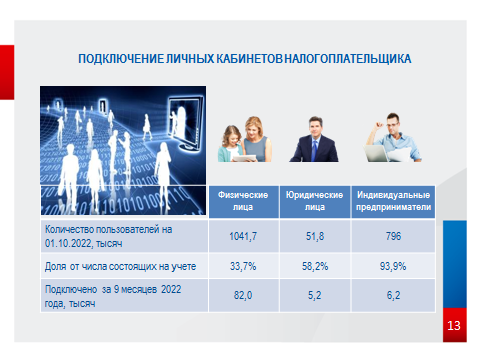 ПОДКЛЮЧЕНИЕ ЛИЧНЫХ КАБИНЕТОВ НАЛОГОПЛАТЕЛЬЩИКА
Физические лица
Юридические лица
Индивидуальные предприниматели
Количество пользователей на
01.10.2022, тысяч
1041,7
51,8
796
Доля от числа состоящих на учете
33,7%
58,2%
93,9%
Подключено за 9 месяцев 2022
года, тысяч
82,0
5,2
6,2
13